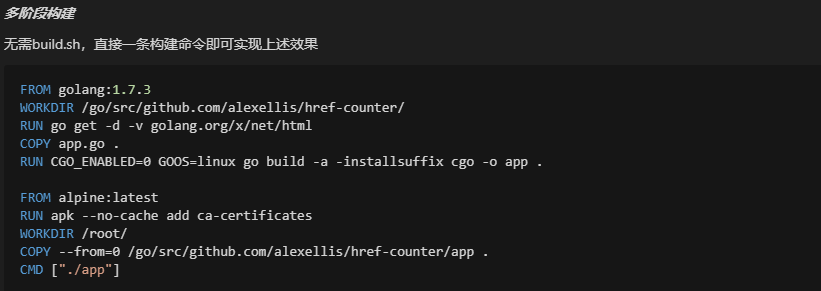 多阶段构建
无需build.sh，直接一条构建命令即可实现上述效果
FROM golang:1.7.3
WORKDIR /go/src/github.com/alexellis/href-counter/
RUN go get -d -v golang.org/x/net/html
COPY app.go .
RUN CGO_ENABLED=0 GOOS=linux go build -a -installsuffix cgo -o app .
FROM alpine:latest
RUN apk --no-cache add ca-certificates
WORKDIR /root/
COPY --from=0 /go/src/github.com/alexellis/href-counter/app .
CMD ["./app"]